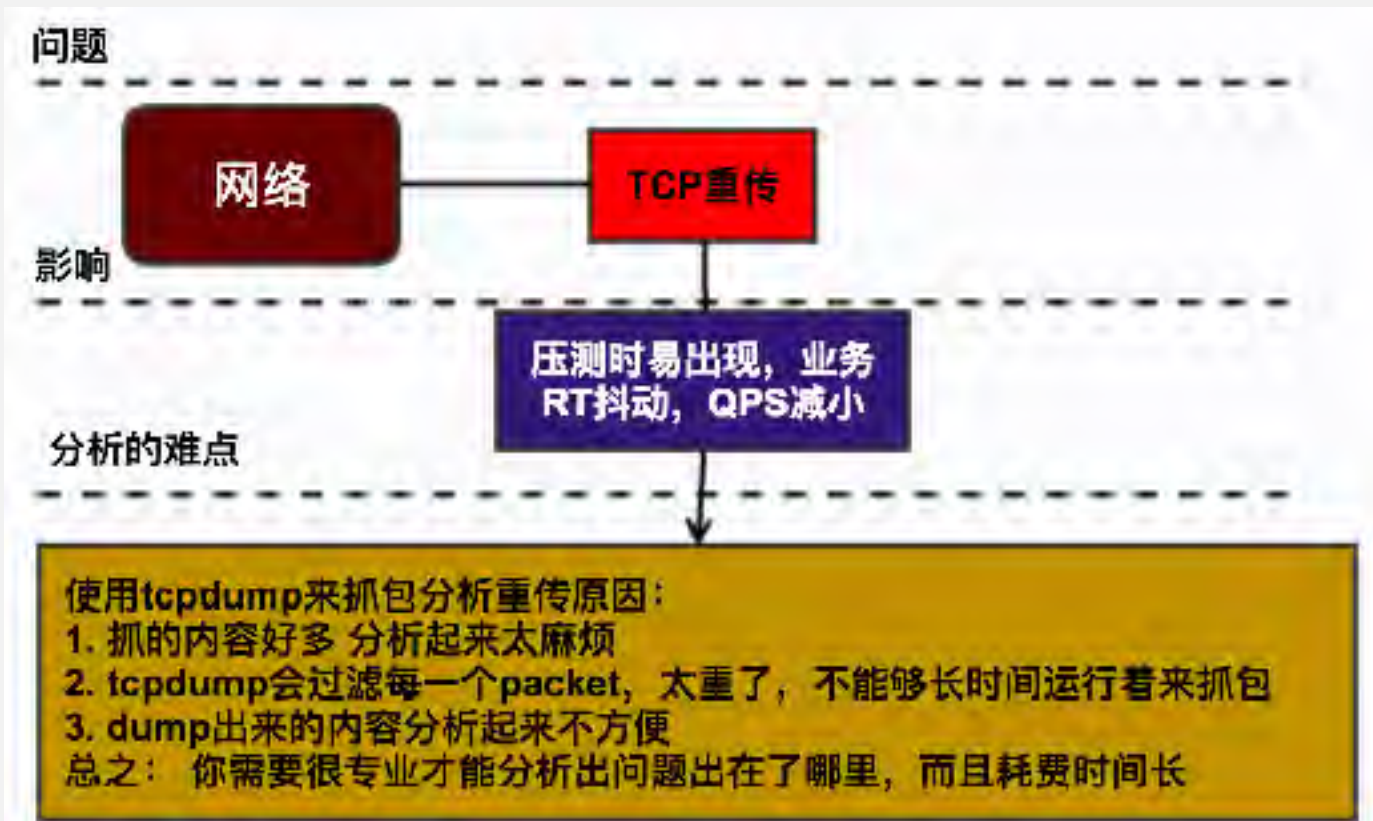 问题
网络
TCP重传
影响
压测时易出现，业务
RT抖动，QPS减小
分析的难点
使用tcpdump来抓包分析重传原因：
1. 抓的内容好多 分析起来太麻烦
2. tcpdump会过滤每一个packet，太重了，不能够长时间运行着来抓包
3. dump出来的内容分析起来不方便
总之： 你需要很专业才能分析出问题出在了哪里，而且耗费时间长